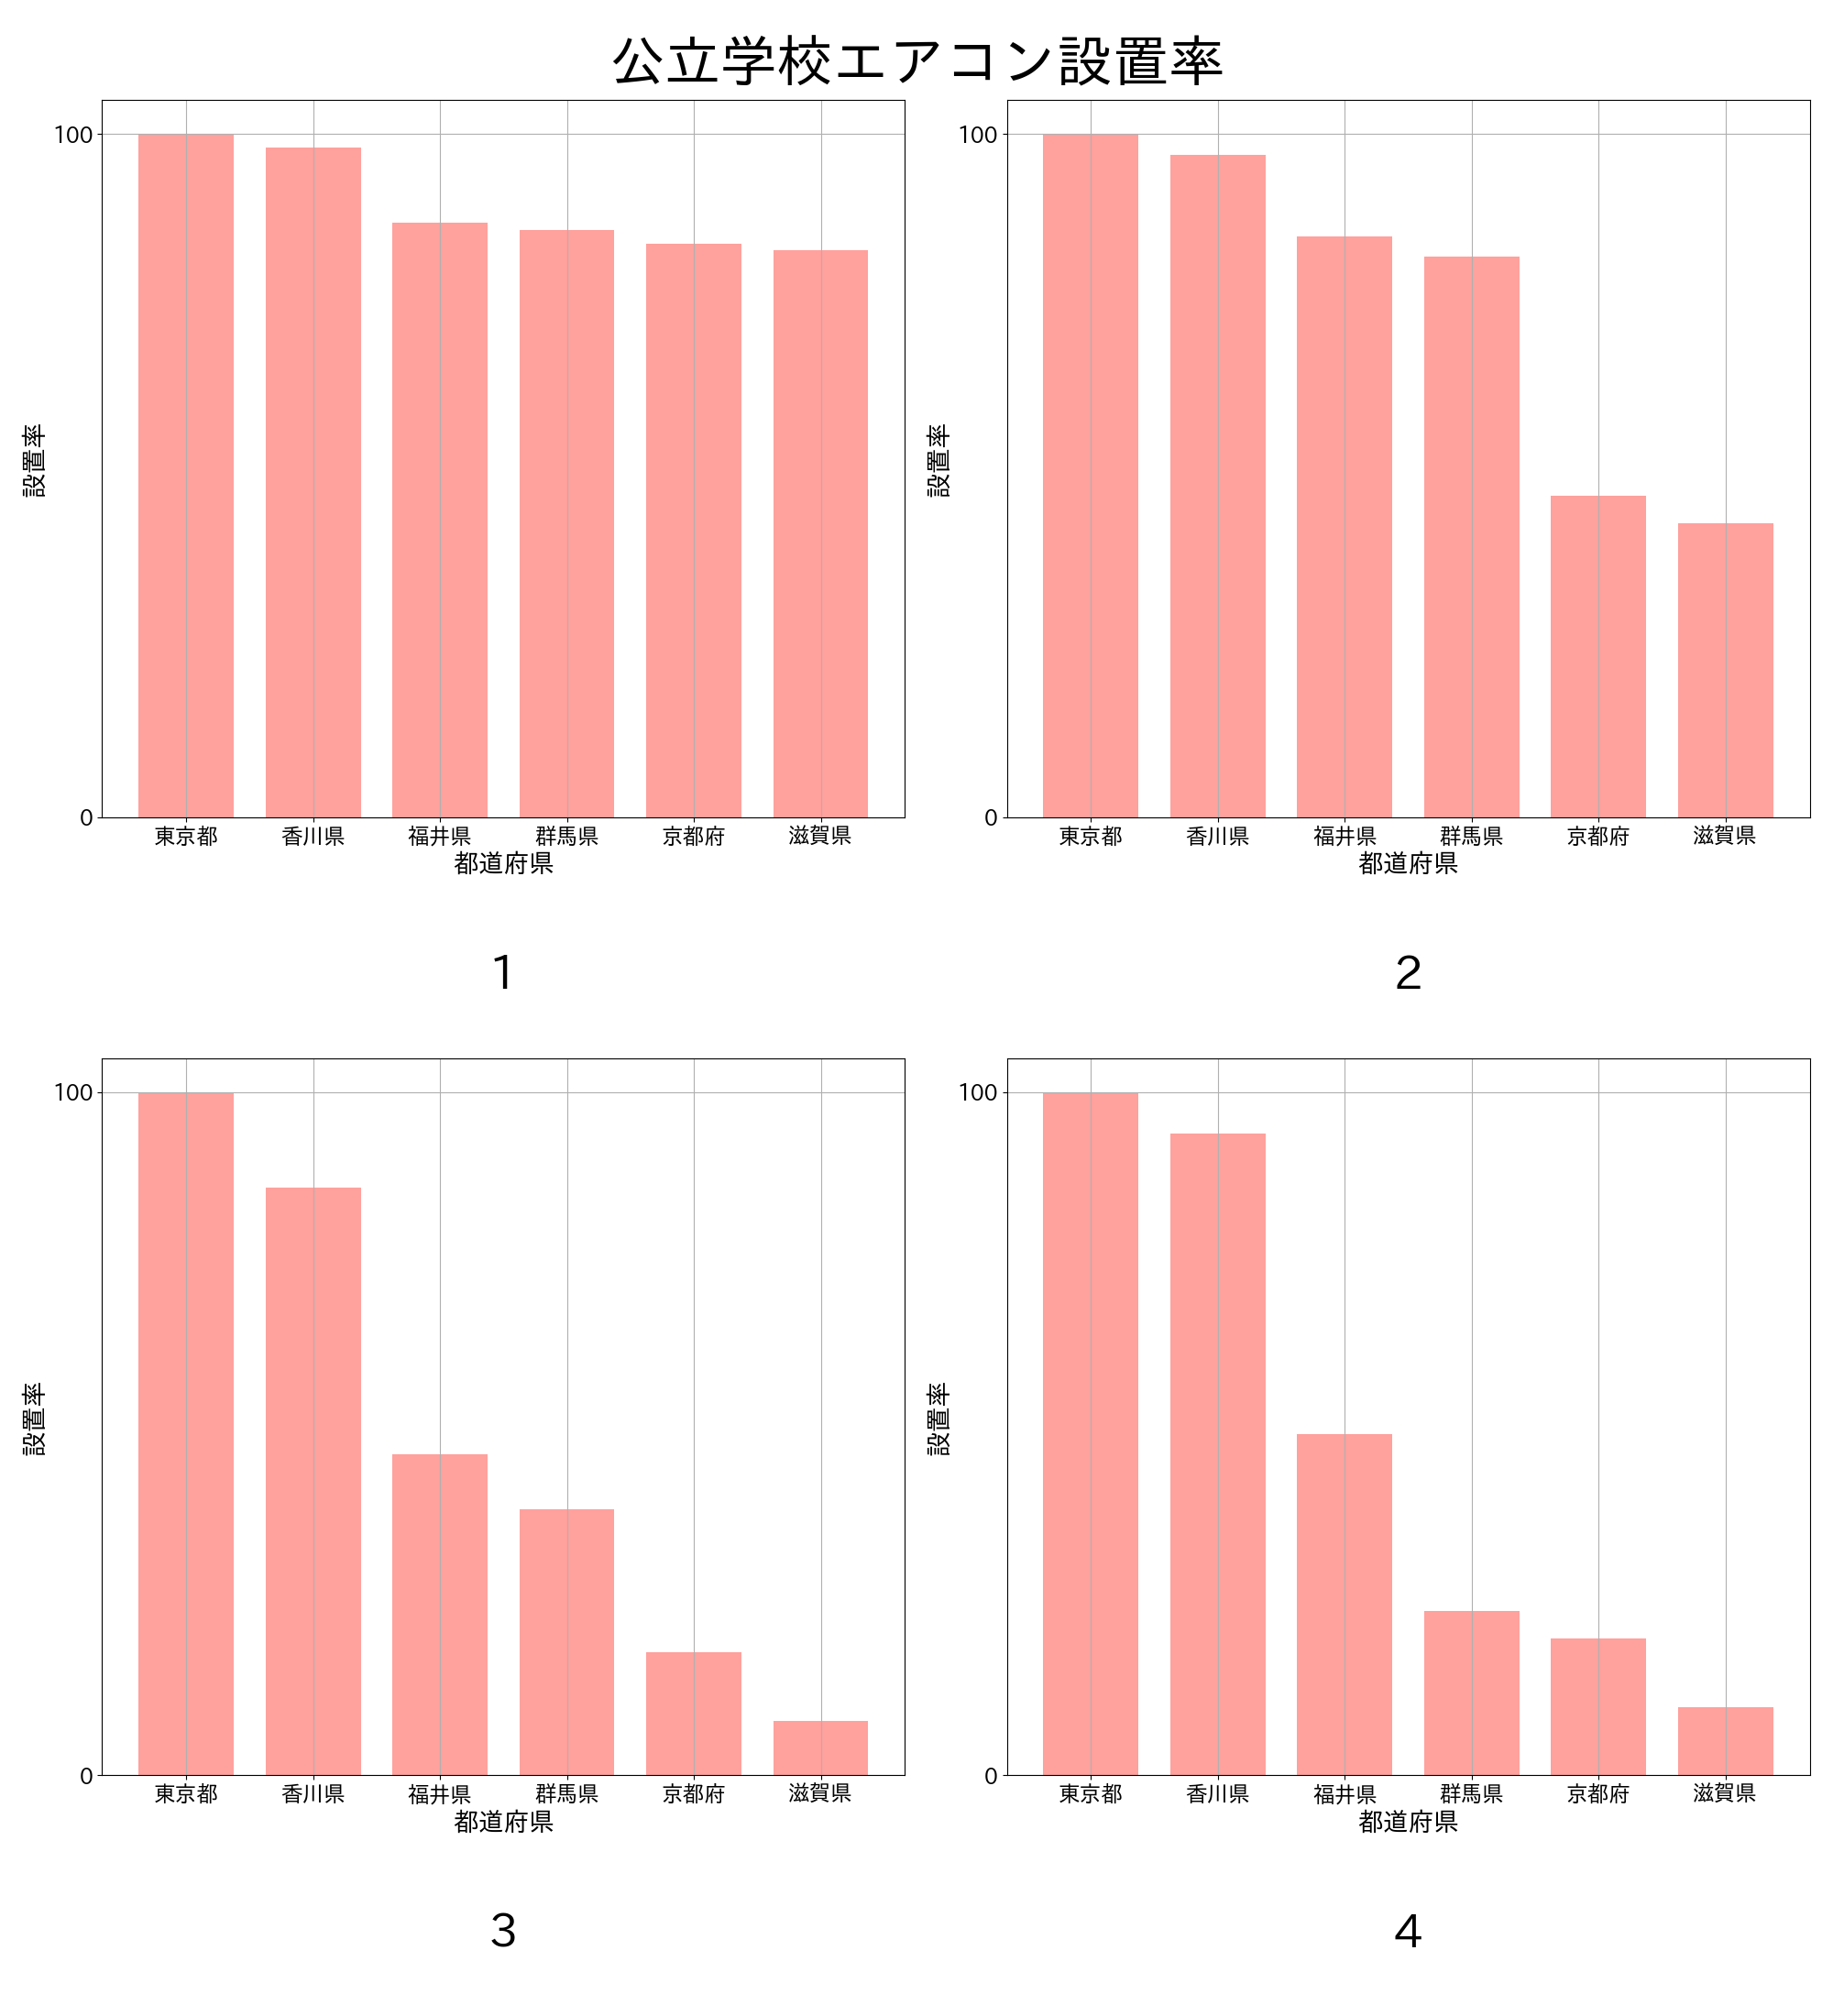 公立学校エアコン設置率
100
設置率
0
東京都 香川県 福井県 群馬県 京都府 滋賀県
都道府県
1
100
設置率
0
東京都 香川県 福井県 群馬県 京都府 滋賀県
都道府県
2
100
設置率
0
東京都 香川県 福井県 群馬県 京都府 滋賀県
都道府県
3
100
設置率
0
東京都 香川県 福井県 群馬県 京都府 滋賀県
都道府県
4